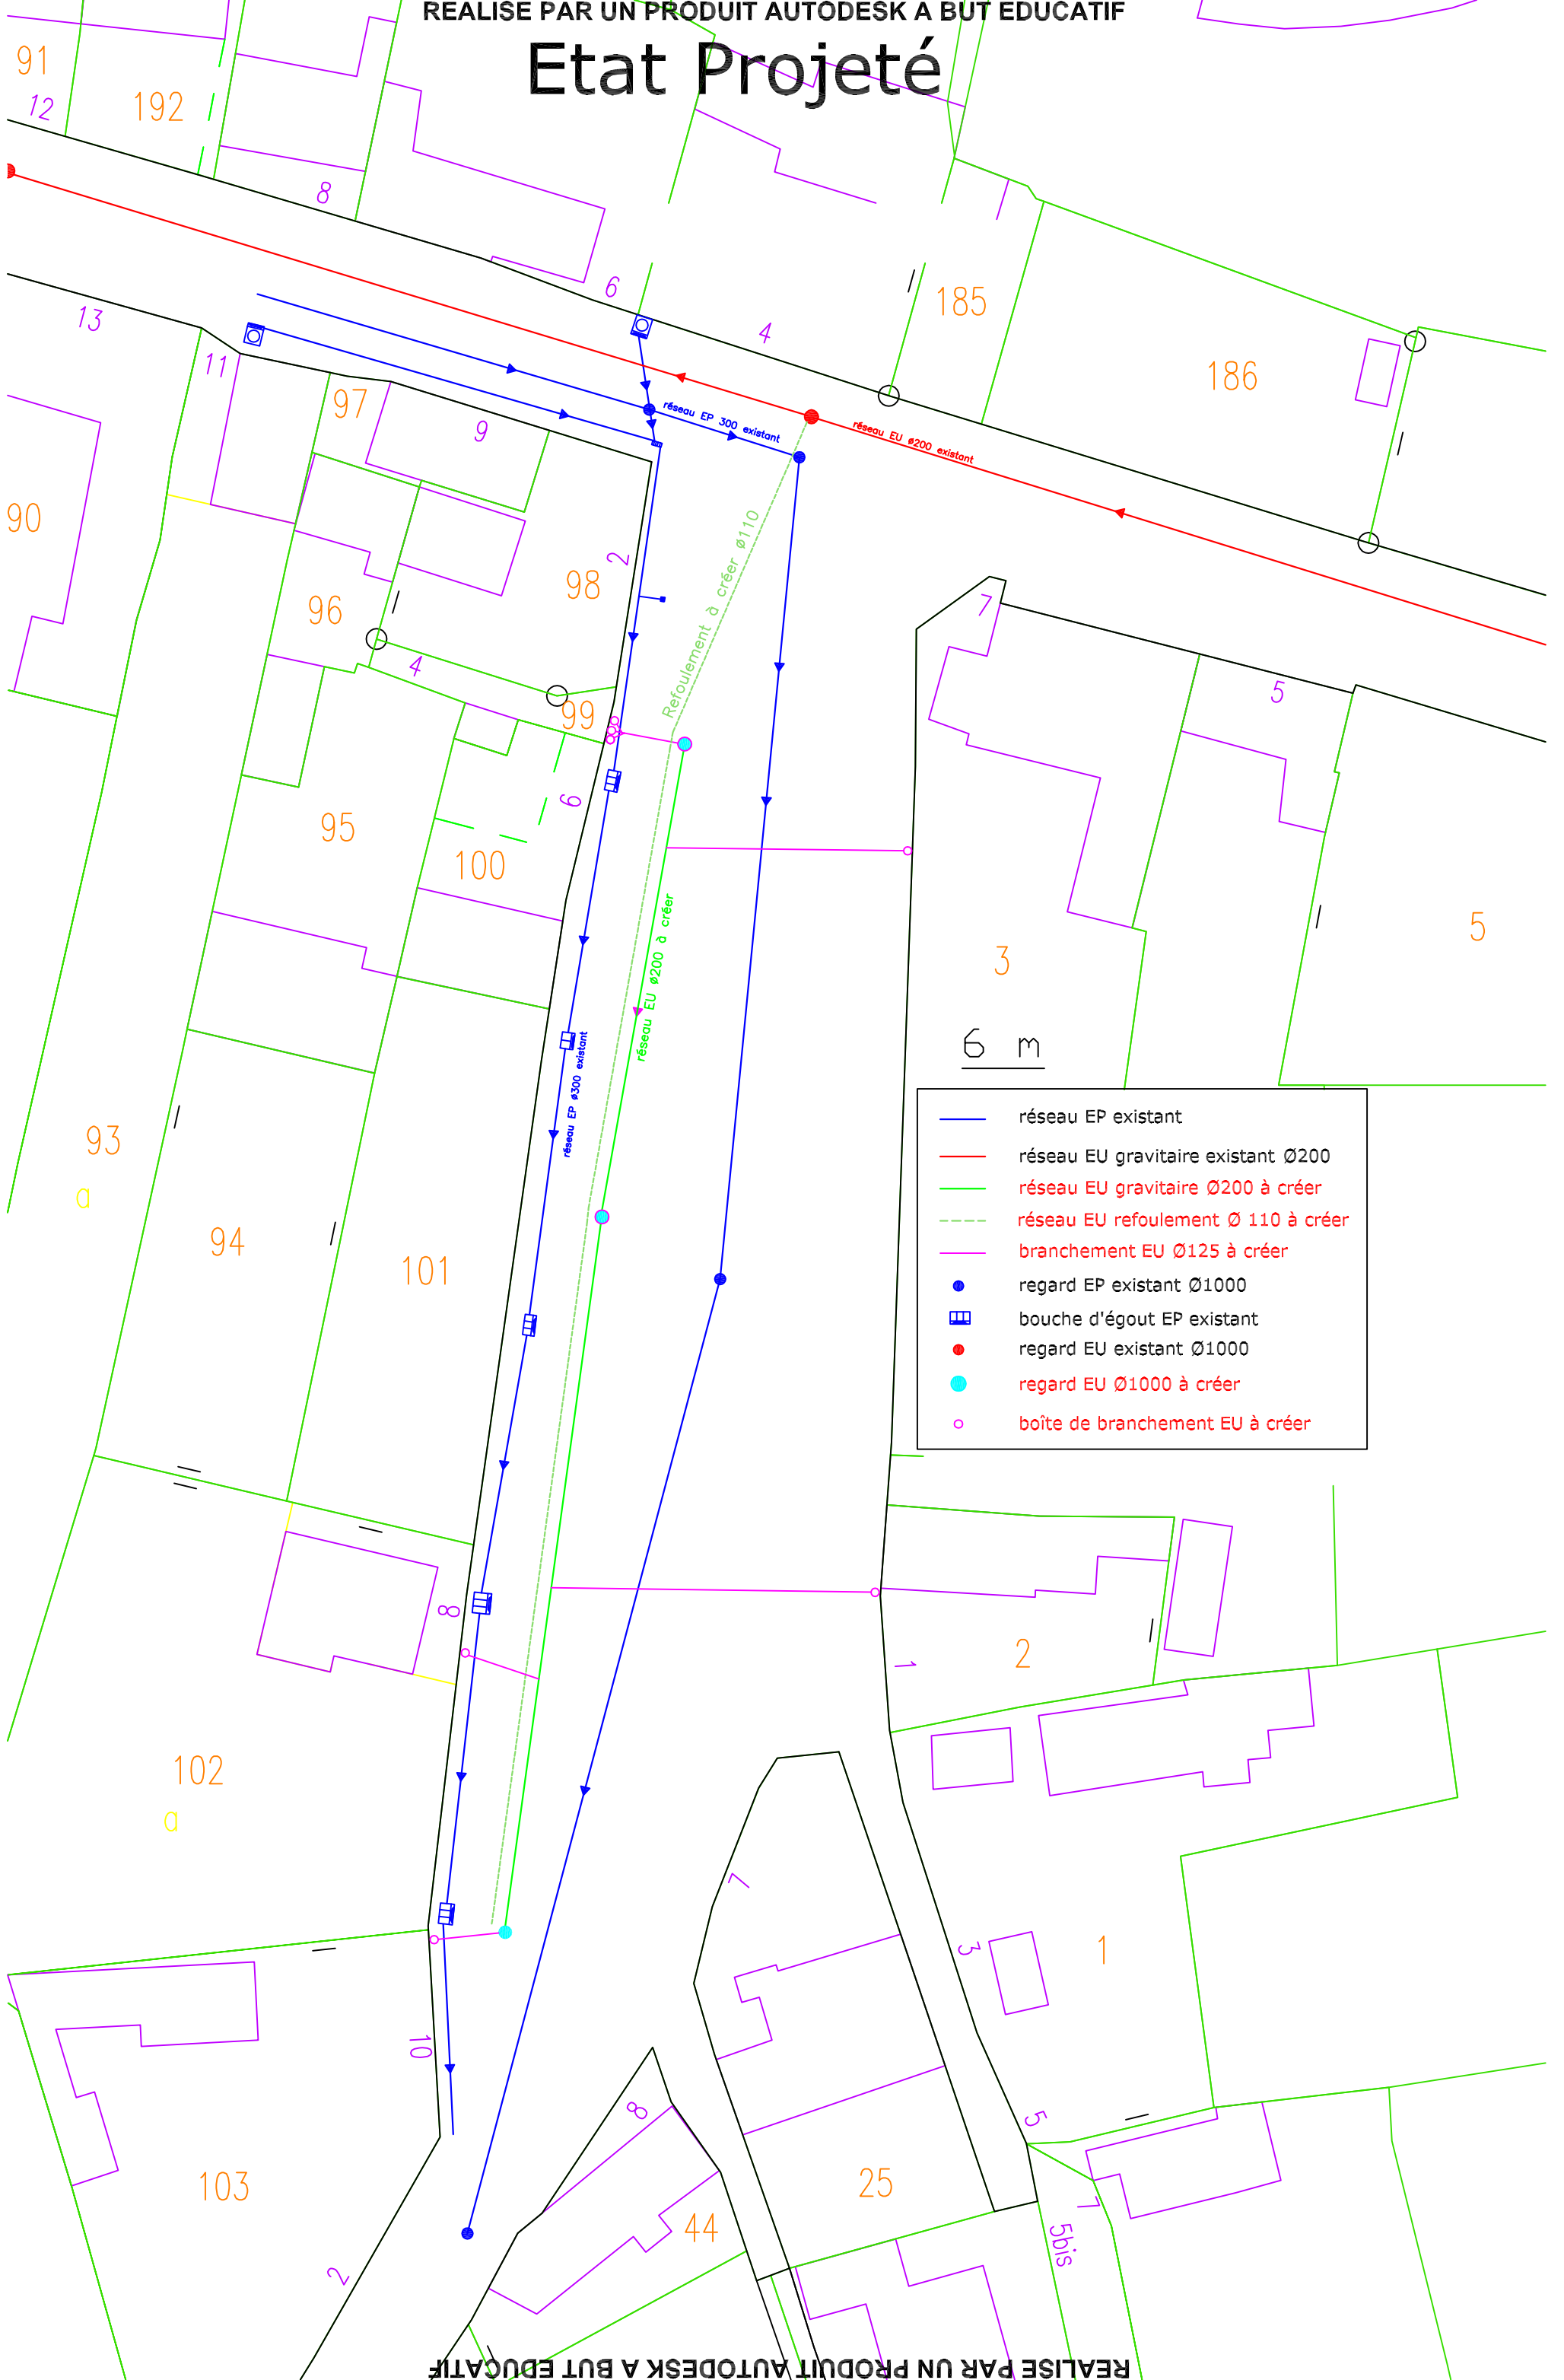 REALISE PAR UN PRODUIT AUTODESK A BUT EDUCATIF
Etat Projeté
91
12
192
8
6
4
185
186
13
11
97
9
réseau EP 300 existant
réseau EU ø200 existant
90
2
98
96
4
99
Refoulement à créer ø110
7
5
6
95
100
3
5
réseau EU ø200 à créer
réseau EP ø300 existant
6 m
réseau EP existant
réseau EU gravitaire existant Ø200
réseau EU gravitaire Ø200 à créer
réseau EU refoulement Ø 110 à créer
branchement EU Ø125 à créer
regard EP existant Ø1000
bouche d'égout EP existant
regard EU existant Ø1000
regard EU Ø1000 à créer
boîte de branchement EU à créer
93
a
94
101
8
2
1
102
a
7
3
1
10
8
5
103
25
44
7
5bis
2
REALISE PAR UN PRODUIT AUTODESK A BUT EDUCATIF